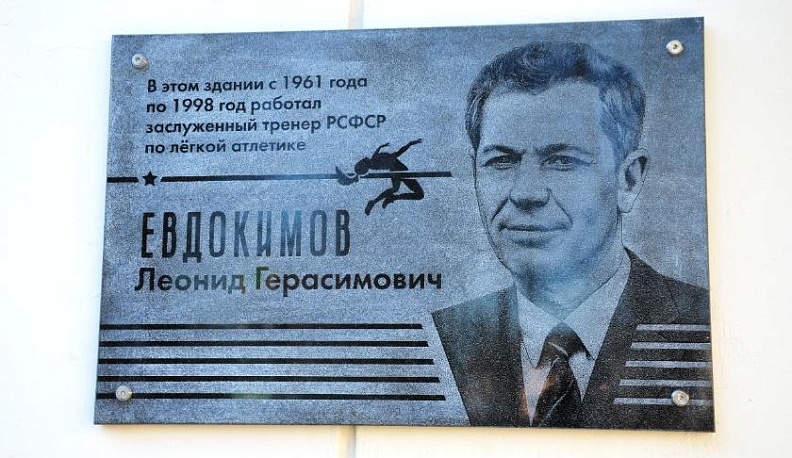 В этом здании с 1961 года
по 1998 год работал
заслуженный тренер РСФСР
по лёгкой атлетике
ЕВДОКИМОВ
Леонид Герасимович